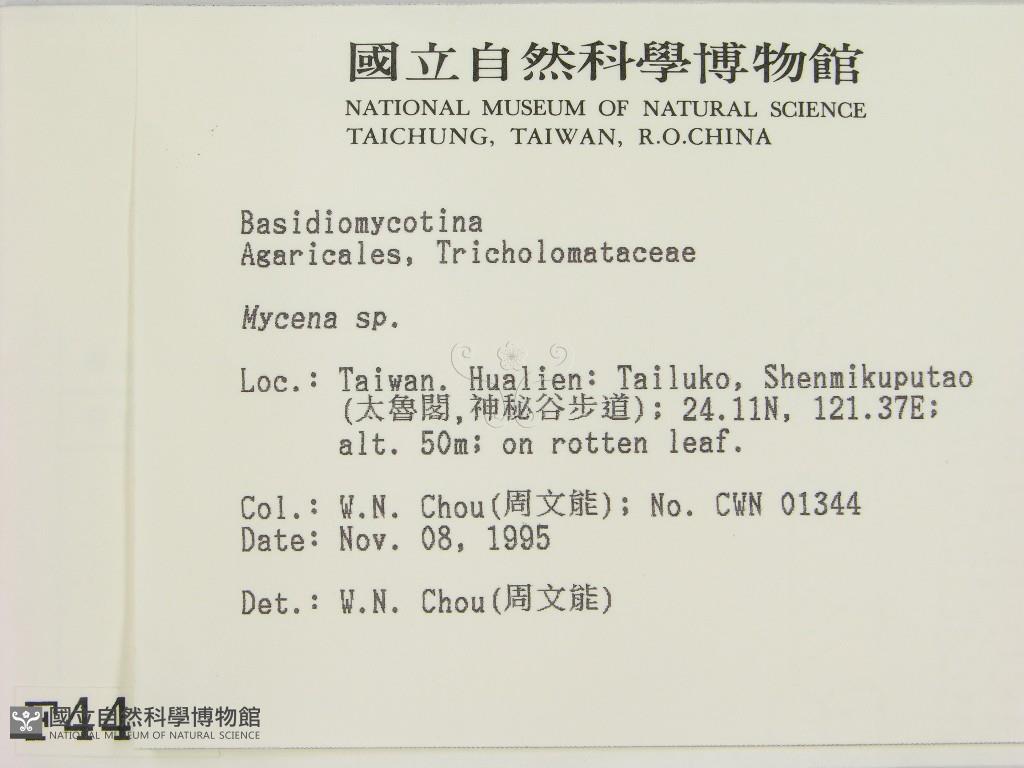 國立自然科學博物館
NATIONAL MUSEUM OF NATURAL SCIENCE
TAICHUNG, TAIWAN, R.O.CHINA
Basidiomycotina
Agaricales, Tricholomataceae
Mycena sp.
Loc.: Taiwan. Hualien: Tailuko, Shenmikuputao
(太魯閣,神秘谷步道); 24.11N, 121.37E;
alt. 50m; on rotten leaf.
Col.: W.N. Chou(周文能); No. CWN 01344
Date: Nov. 08, 1995
Det.: W.N. Chou(周文能)
F44
國立自然科學博物館
NATIONAL MUSEUM OF NATURAL SCIENCE